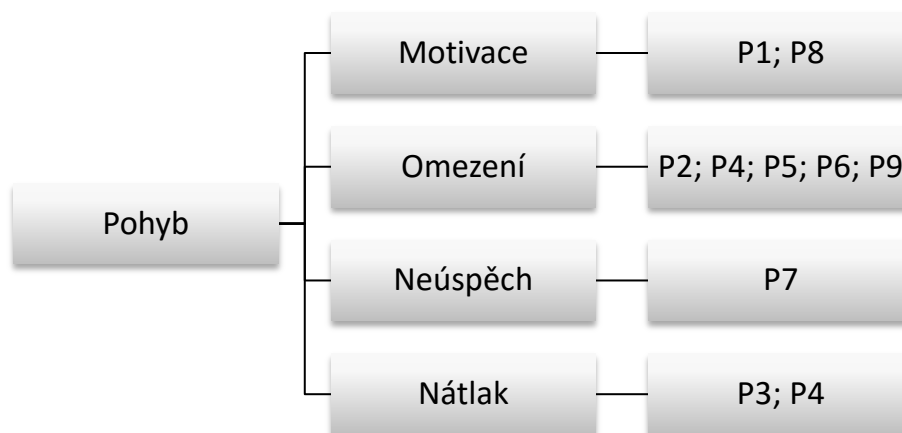 Pohyb
Motivace
P1; P8
Omezení
P2; P4; P5; P6; P9
Neúspěch
P7
Nátlak
P3; P4